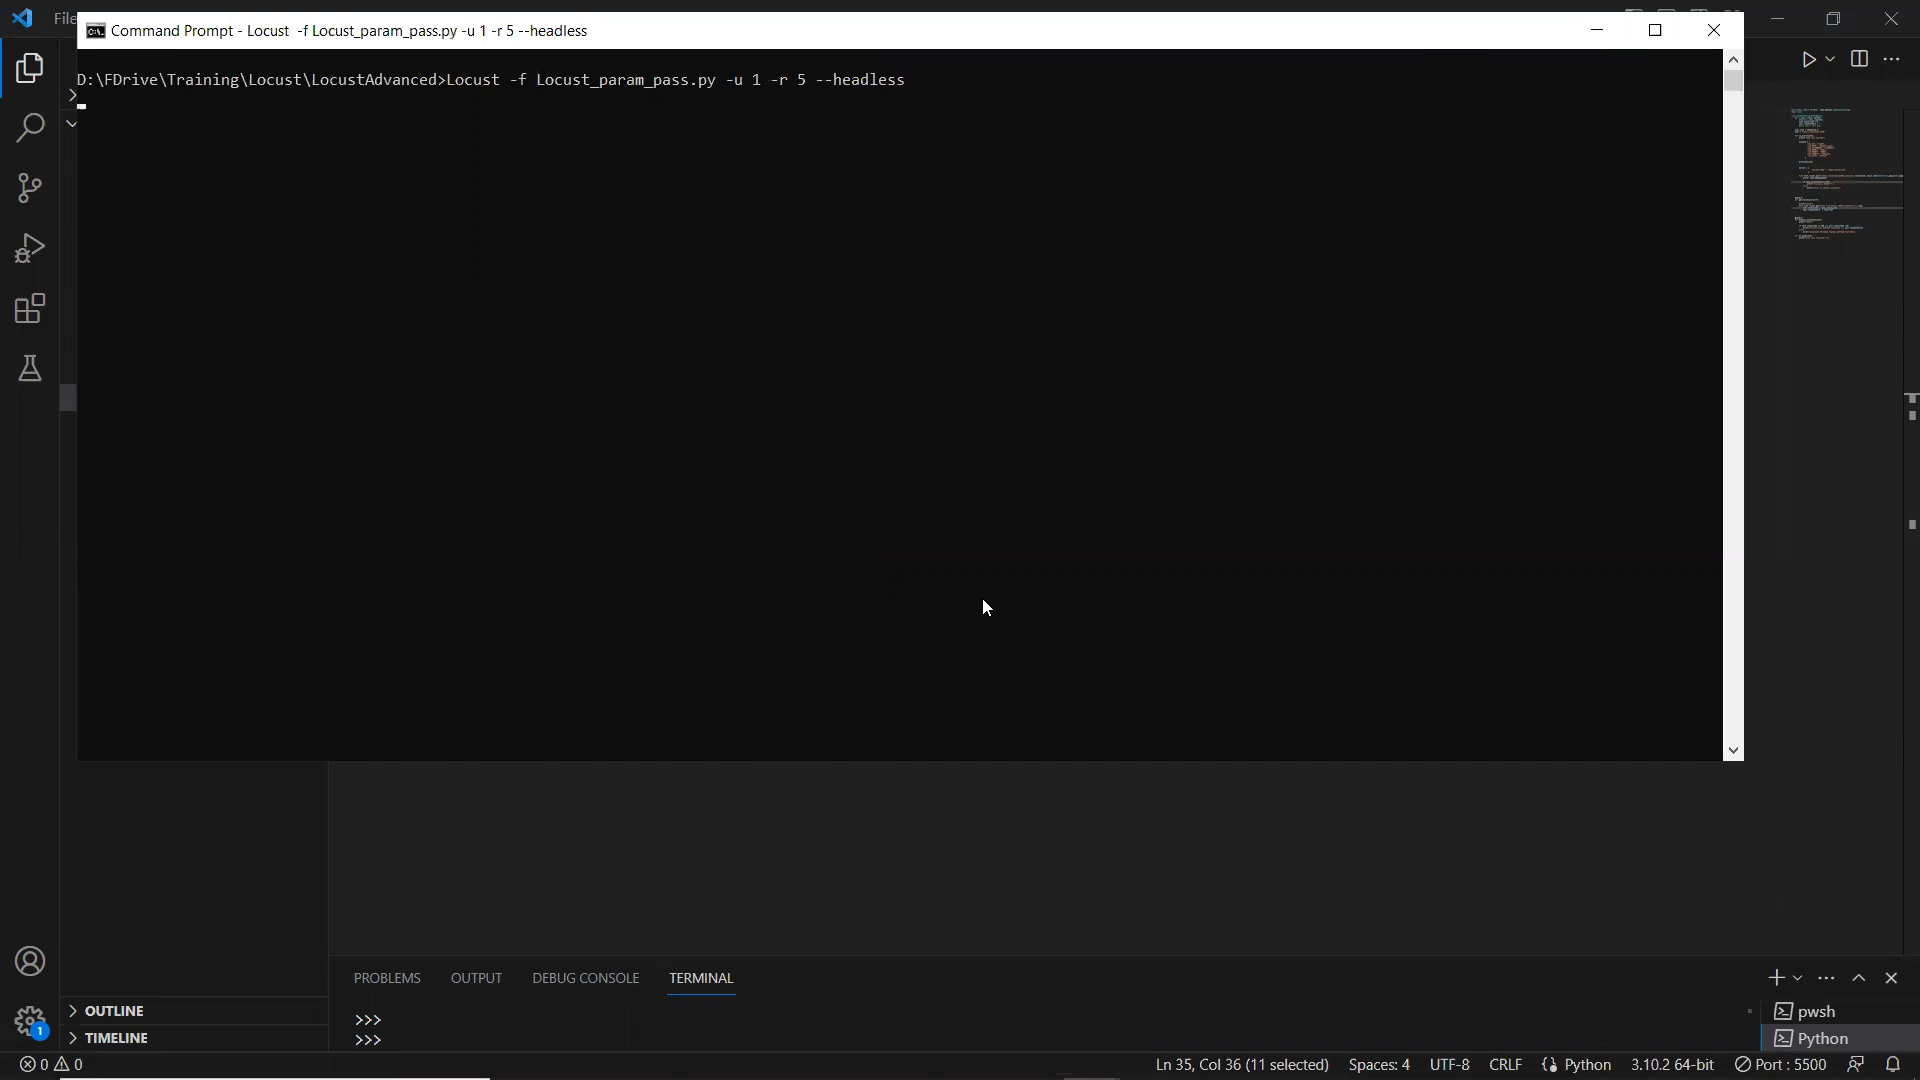 File
Command Prompt - Locust -f Locust_param_pass.py -u 1 -r 5 --headless
D:\FDrive\Training\Locust\LocustAdvanced>Locust -f Locust_param_pass.py -u 1 -r 5 --headless
PROBLEMS OUTPUT DEBUG CONSOLE TERMINAL
>>>
>>>
pwsh
Python
OUTLINE
TIMELINE
1
0 0 Ln 35, Col 36 (11 selected) Spaces: 4 UTF-8 CRLF Python 3.10.2 64-bit Port : 5500